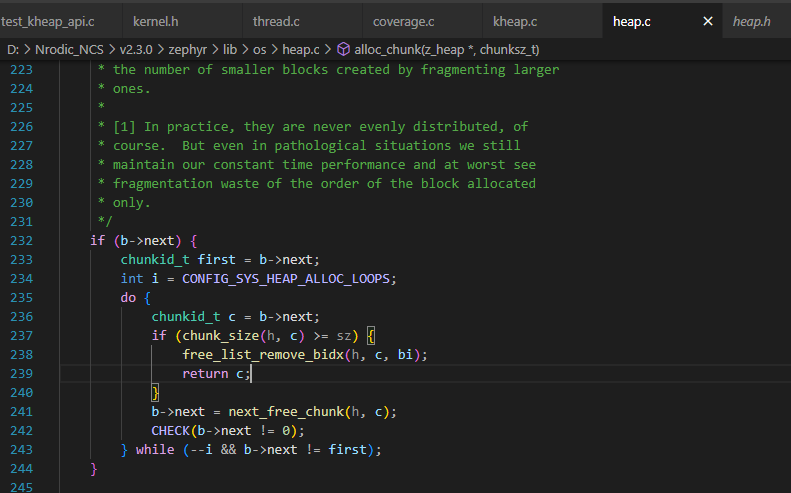 test_kheap_api.c kernel.h thread.c coverage.c kheap.c heap.c × heap.h
D: > Nrodic_NCS > v2.3.0 > zephyr > lib > os > heap.c > alloc_chunk(z_heap *, chunksz_t)
223 * the number of smaller blocks created by fragmenting larger
224 * ones.
225 *
226 * [1] In practice, they are never evenly distributed, of
227 * course.  But even in pathological situations we still
228 * maintain our constant time performance and at worst see
229 * fragmentation waste of the order of the block allocated
230 * only.
231 */
232 if (b->next) {
233 chunkid_t first = b->next;
234 int i = CONFIG_SYS_HEAP_ALLOC_LOOPS;
235 do {
236 chunkid_t c = b->next;
237 if (chunk_size(h, c) >= sz) {
238 free_list_remove_bidx(h, c, bi);
239 return c;
240 }
241 b->next = next_free_chunk(h, c);
242 CHECK(b->next != 0);
243 } while (--i && b->next != first);
244 }
245